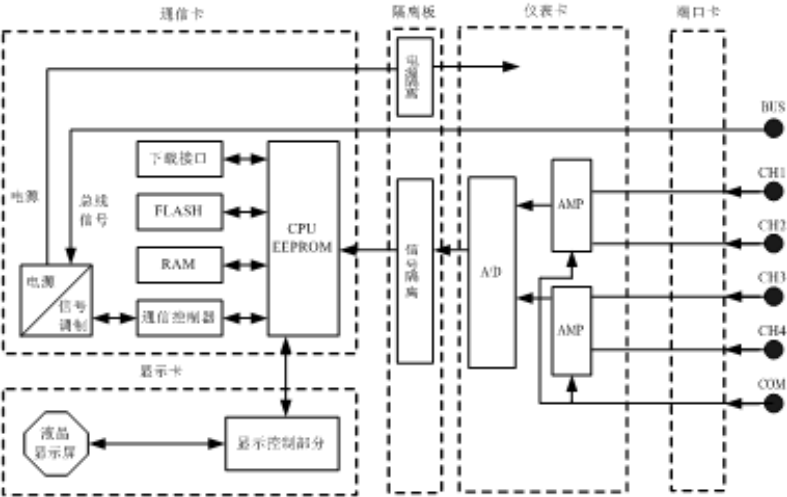 通信卡
隔离板
仪表卡
端口卡
电源隔离
BUS
下载接口
CH1
电源
总线
信号
FLASH
CPU
EEPROM
AMP
CH2
RAM
信号隔离
A/D
电源
信号
调制
通信控制器
CH3
AMP
CH4
显示卡
COM
液晶
显示屏
显示控制部分